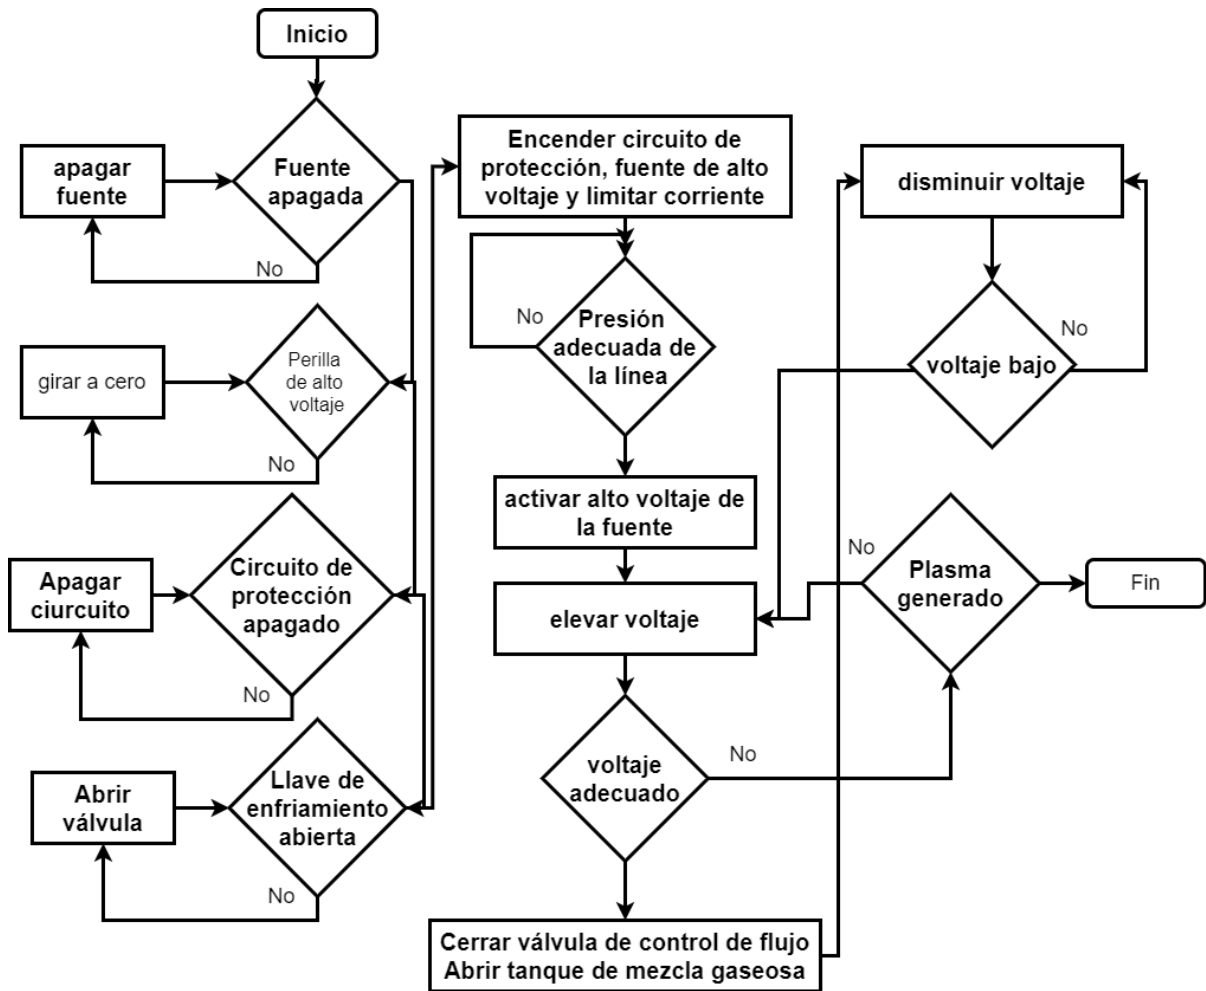 Inicio
Fuente
apagada
apagar
fuente
No
Perilla
de alto
voltaje
girar a cero
No
Circuito de
protección
apagado
Apagar
ciurcuito
No
Llave de
enfriamiento
abierta
Abrir
válvula
No
Encender circuito de
protección, fuente de alto
voltaje y limitar corriente
No
Presión
adecuada de
la línea
activar alto voltaje de
la fuente
elevar voltaje
voltaje
adecuado
No
Cerrar válvula de control de flujo
Abrir tanque de mezcla gaseosa
disminuir voltaje
No
voltaje bajo
No
Plasma
generado
Fin